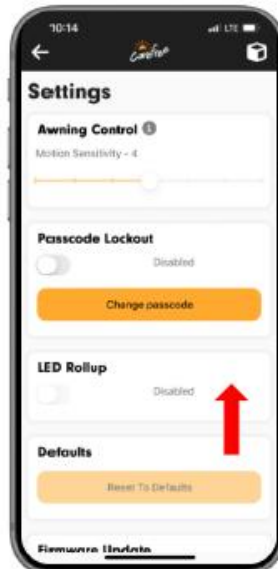 10:14
LTE
Carefree
Settings
Awning Control
Motion Sensitivity - 4
Passcode Lockout
Disabled
Change passcode
LED Rollup
Disabled
Defaults
Reset To Defaults
Firmware Update